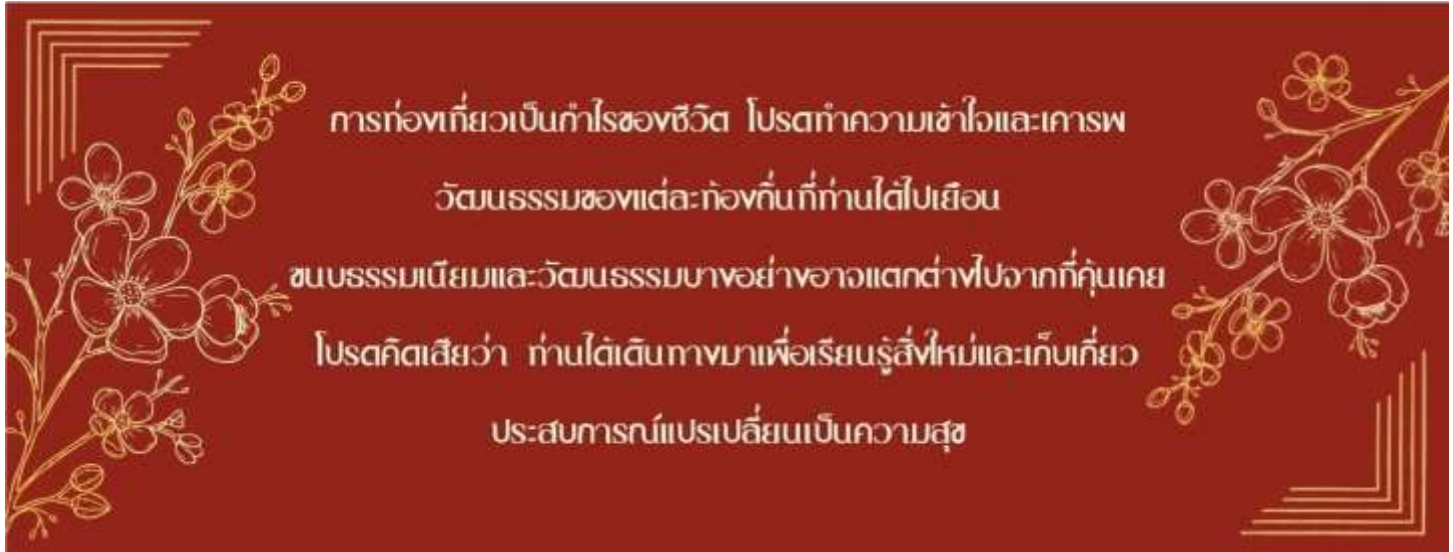 การท่องเที่ยวเป็นกำไรของชีวิต โปรดทำความเข้าใจและเคารพ
วัฒนธรรมของแต่ละท้องถิ่นที่ท่านได้ไปเยือน
ขนบธรรมเนียมและวัฒนธรรมบางอย่างอาจแตกต่างไปจากที่คุ้นเคย
โปรดคิดเสียว่า ท่านได้เดินทางมาเพื่อเรียนรู้สิ่งใหม่และเก็บเกี่ยว
ประสบการณ์แปรเปลี่ยนเป็นความสุข